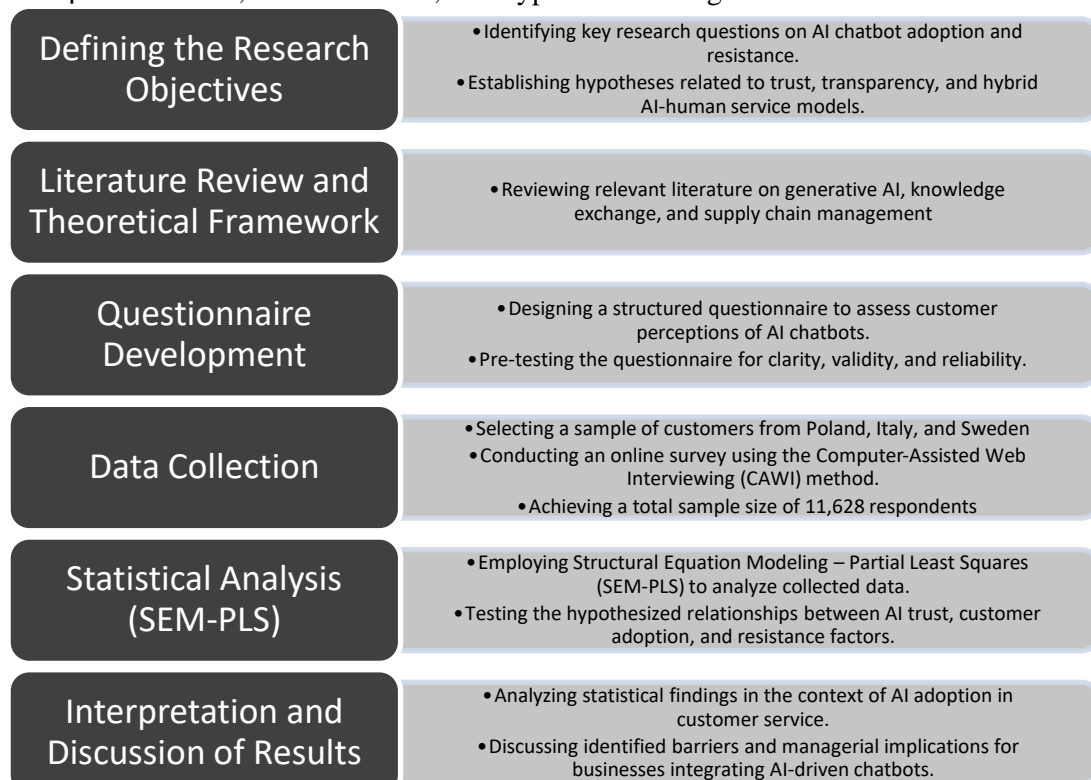 Defining the Research
Objectives
•Identifying key research questions on AI chatbot adoption and
resistance.
•Establishing hypotheses related to trust, transparency, and hybrid
AI-human service models.
Literature Review and
Theoretical Framework
•Reviewing relevant literature on generative AI, knowledge
exchange, and supply chain management
Questionnaire
Development
•Designing a structured questionnaire to assess customer
perceptions of AI chatbots.
•Pre-testing the questionnaire for clarity, validity, and reliability.
Data Collection
•Selecting a sample of customers from Poland, Italy, and Sweden
•Conducting an online survey using the Computer-Assisted Web
Interviewing (CAWI) method.
•Achieving a total sample size of 11,628 respondents
Statistical Analysis
(SEM-PLS)
•Employing Structural Equation Modeling – Partial Least Squares
(SEM-PLS) to analyze collected data.
•Testing the hypothesized relationships between AI trust, customer
adoption, and resistance factors.
Interpretation and
Discussion of Results
•Analyzing statistical findings in the context of AI adoption in
customer service.
•Discussing identified barriers and managerial implications for
businesses integrating AI-driven chatbots.